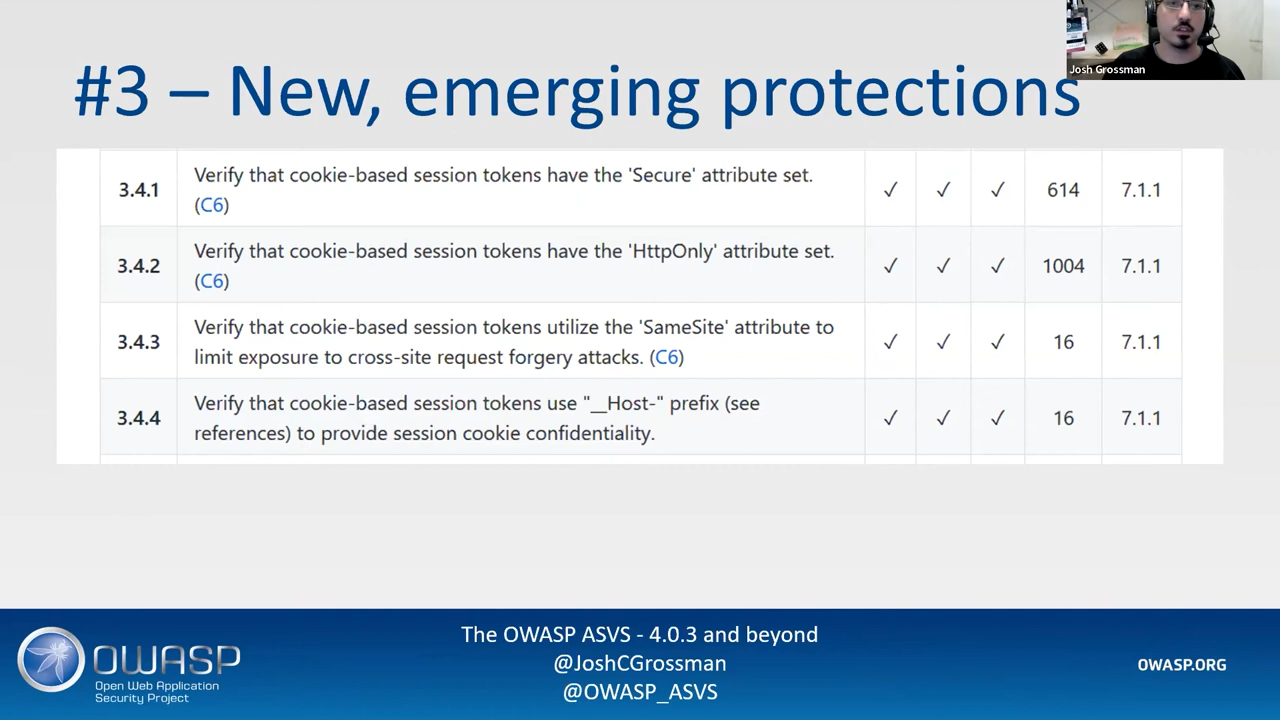 Josh Grossman
#3 – New, emerging protections
3.4.1 Verify that cookie-based session tokens have the 'Secure' attribute set. ✓ ✓ ✓ 614 7.1.1
(C6)
3.4.2 Verify that cookie-based session tokens have the 'HttpOnly' attribute set. ✓ ✓ ✓ 1004 7.1.1
(C6)
3.4.3 Verify that cookie-based session tokens utilize the 'SameSite' attribute to ✓ ✓ ✓ 16 7.1.1
limit exposure to cross-site request forgery attacks. (C6)
3.4.4 Verify that cookie-based session tokens use "__Host-" prefix (see ✓ ✓ ✓ 16 7.1.1
references) to provide session cookie confidentiality.
The OWASP ASVS - 4.0.3 and beyond
@JoshCGrossman
@OWASP_ASVS
OWASP
Open Web Application
Security Project
OWASP.ORG